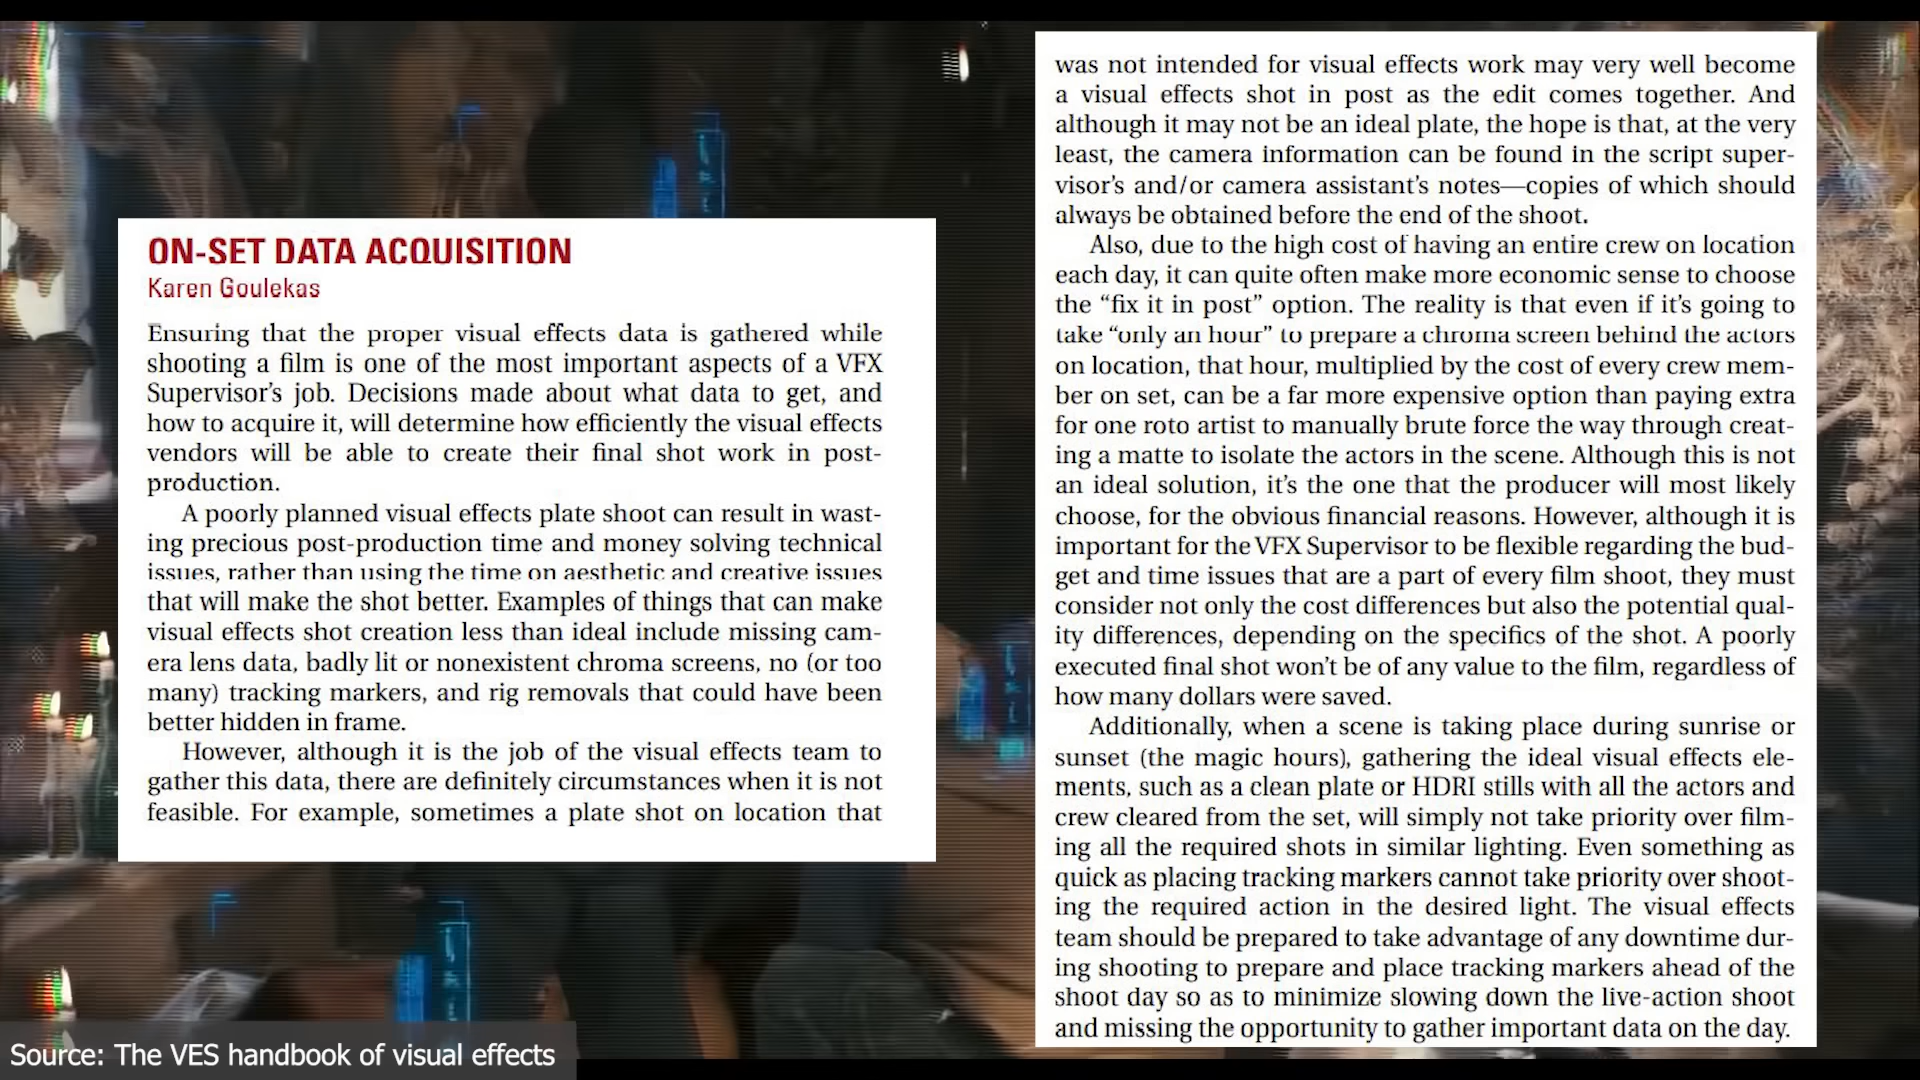 ON-SET DATA ACQUISITION
Karen Goulekas
Ensuring that the proper visual effects data is gathered while
shooting a film is one of the most important aspects of a VFX
Supervisor's job. Decisions made about what data to get, and
how to acquire it, will determine how efficiently the visual effects
vendors will be able to create their final shot work in post-
production.
A poorly planned visual effects plate shoot can result in wast-
ing precious post-production time and money solving technical
issues, rather than using the time on aesthetic and creative issues
that will make the shot better. Examples of things that can make
visual effects shot creation less than ideal include missing cam-
era lens data, badly lit or nonexistent chroma screens, no (or too
many) tracking markers, and rig removals that could have been
better hidden in frame.
However, although it is the job of the visual effects team to
gather this data, there are definitely circumstances when it is not
feasible. For example, sometimes a plate shot on location that
was not intended for visual effects work may very well become
a visual effects shot in post as the edit comes together. And
although it may not be an ideal plate, the hope is that, at the very
least, the camera information can be found in the script super-
visor's and/or camera assistant's notes—copies of which should
always be obtained before the end of the shoot.
Also, due to the high cost of having an entire crew on location
each day, it can quite often make more economic sense to choose
the “fix it in post” option. The reality is that even if it's going to
take “only an hour” to prepare a chroma screen behind the actors
on location, that hour, multiplied by the cost of every crew mem-
ber on set, can be a far more expensive option than paying extra
for one roto artist to manually brute force the way through creat-
ing a matte to isolate the actors in the scene. Although this is not
an ideal solution, it's the one that the producer will most likely
choose, for the obvious financial reasons. However, although it is
important for the VFX Supervisor to be flexible regarding the bud-
get and time issues that are a part of every film shoot, they must
consider not only the cost differences but also the potential qual-
ity differences, depending on the specifics of the shot. A poorly
executed final shot won't be of any value to the film, regardless of
how many dollars were saved.
Additionally, when a scene is taking place during sunrise or
sunset (the magic hours), gathering the ideal visual effects ele-
ments, such as a clean plate or HDRI stills with all the actors and
crew cleared from the set, will simply not take priority over film-
ing all the required shots in similar lighting. Even something as
quick as placing tracking markers cannot take priority over shoot-
ing the required action in the desired light. The visual effects
team should be prepared to take advantage of any downtime dur-
ing shooting to prepare and place tracking markers ahead of the
shoot day so as to minimize slowing down the live-action shoot
and missing the opportunity to gather important data on the day.
Source: The VES handbook of visual effects